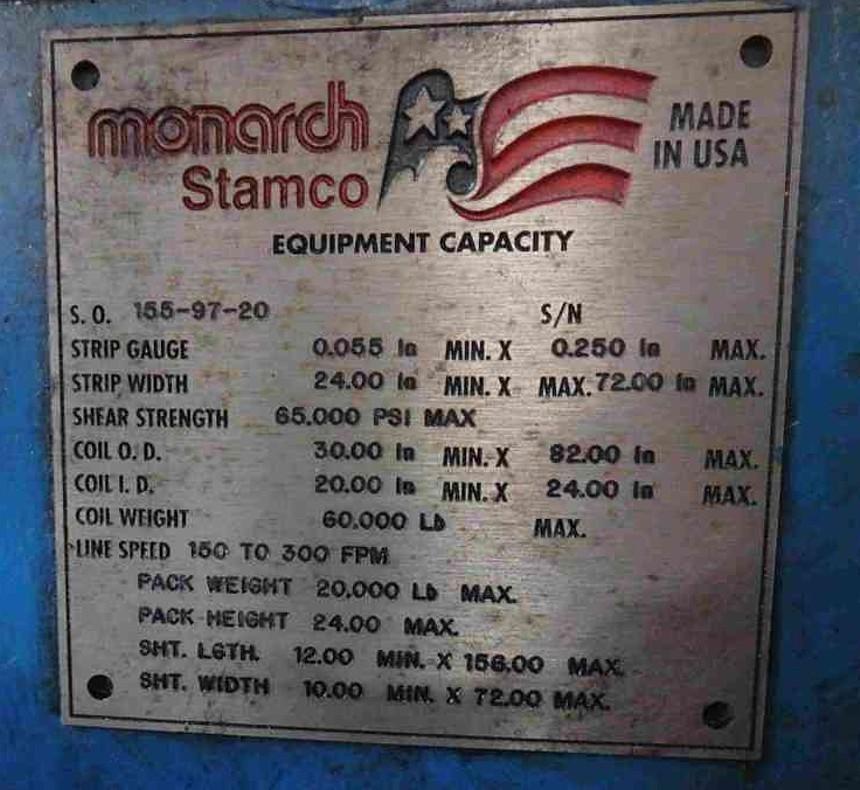 monarch
Stamco
MADE
IN USA
EQUIPMENT CAPACITY
S. O. 155-97-20 S/N
STRIP GAUGE 0.055 in MIN. X 0.250 in MAX.
STRIP WIDTH 24.00 in MIN. X MAX. 72.00 in MAX.
SHEAR STRENGTH 65.000 PSI MAX
COIL O. D. 30.00 in MIN. X 82.00 in MAX.
COIL I. D. 20.00 in MIN. X 24.00 in MAX.
COIL WEIGHT 60.000 Lb MAX.
LINE SPEED 150 TO 300 FPM
PACK WEIGHT 20.000 Lb MAX.
PACK HEIGHT 24.00 MAX.
SHT. LGTH. 12.00 MIN. X 156.00 MAX.
SHT. WIDTH 10.00 MIN. X 72.00 MAX.